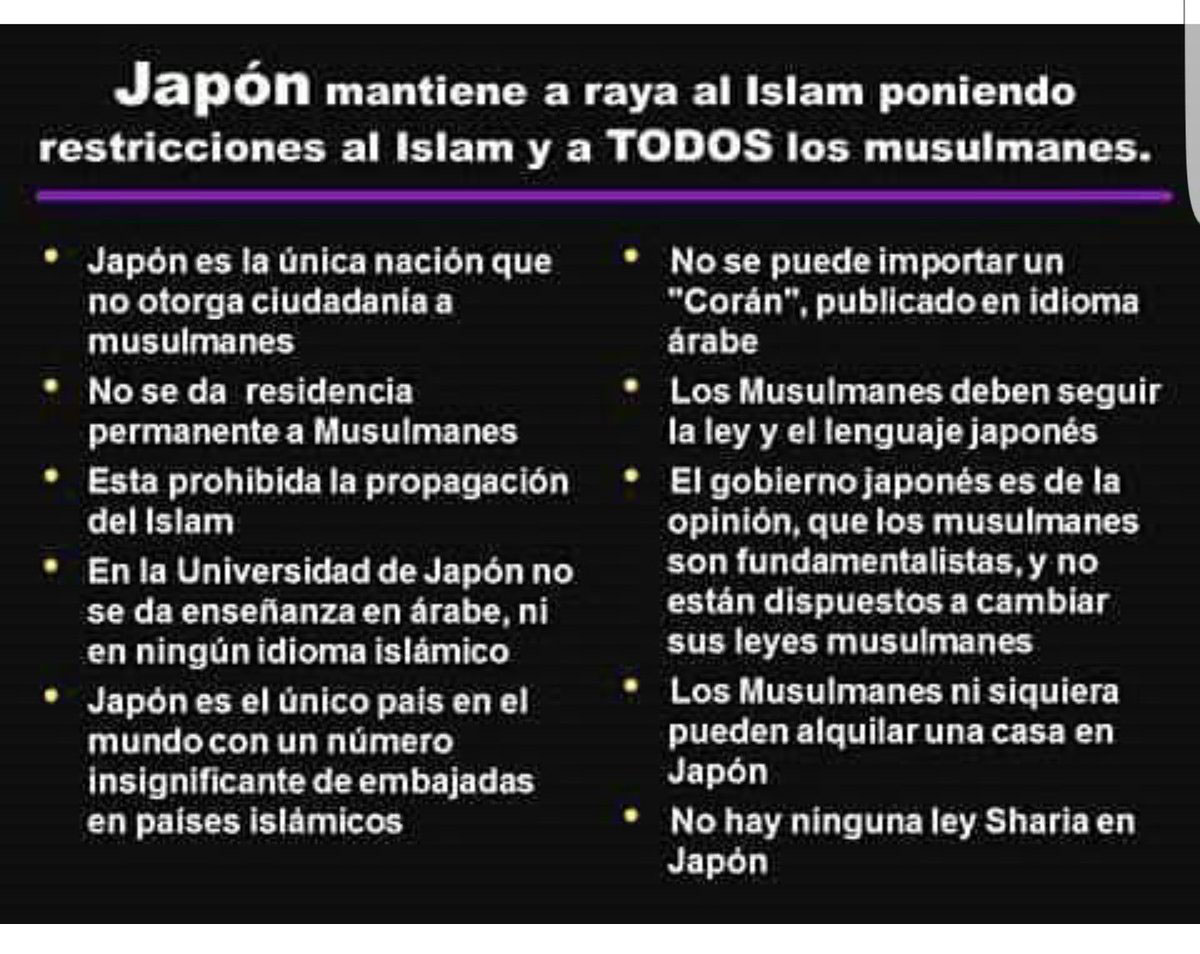 Japón mantiene a raya al Islam poniendo
restricciones al Islam y a TODOS los musulmanes.
• Japón es la única nación que
no otorga ciudadanía a
musulmanes
• No se da residencia
permanente a Musulmanes
• Esta prohibida la propagación
del Islam
• En la Universidad de Japón no
se da enseñanza en árabe, ni
en ningún idioma islámico
• Japón es el único país en el
mundo con un número
insignificante de embajadas
en países islámicos
• No se puede importar un
"Corán", publicado en idioma
árabe
• Los Musulmanes deben seguir
la ley y el lenguaje japonés
• El gobierno japonés es de la
opinión, que los musulmanes
son fundamentalistas, y no
están dispuestos a cambiar
sus leyes musulmanes
• Los Musulmanes ni siquiera
pueden alquilar una casa en
Japón
• No hay ninguna ley Sharia en
Japón